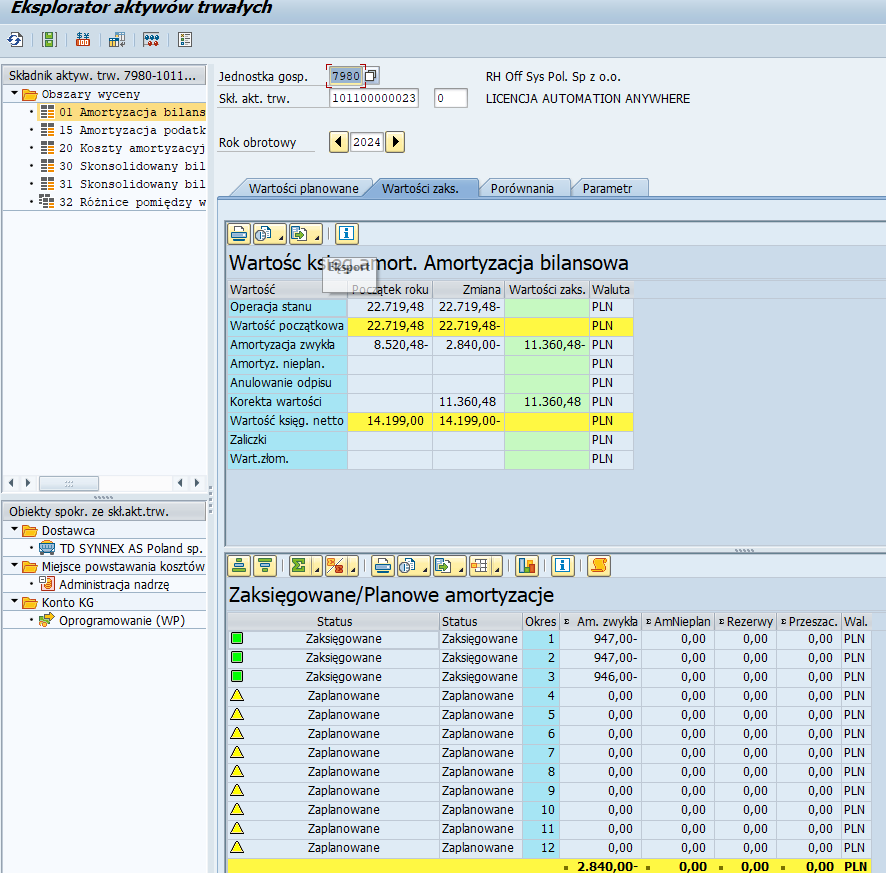 Eksplorator aktywów trwałych
Składnik aktyw. trw. 7980-1011...
Obszary wyceny
01 Amortyzacja bilans
15 Amortyzacja podatk
20 Koszty amortyzacyj
30 Skonsolidowany bil
31 Skonsolidowany bil
32 Różnice pomiędzy w
Obiekty spokr. ze skł.akt.trw.
Dostawca
TD SYNNEX AS Poland sp.
Miejsce powstawania kosztów
Administracja nadrzę
Konto KG
Oprogramowanie (WP)
Jednostka gosp. 7980 RH Off Sys Pol. Sp z o.o.
Skł. akt. trw. 101100000023 0 LICENCJA AUTOMATION ANYWHERE
Rok obrotowy 2024
Wartości planowane Wartości zaks. Porównania Parametr
Wartośc księg.amort. Amortyzacja bilansowa
Eksport
Wartość Początek roku Zmiana Wartości zaks. Waluta
Operacja stanu 22.719,48 22.719,48- PLN
Wartość początkowa 22.719,48 22.719,48- PLN
Amortyzacja zwykła 8.520,48- 2.840,00- 11.360,48- PLN
Amortyz. nieplan. PLN
Anulowanie odpisu PLN
Korekta wartości 11.360,48 11.360,48 PLN
Wartość księg. netto 14.199,00 14.199,00- PLN
Zaliczki PLN
Wart.złom. PLN
Zaksięgowane/Planowe amortyzacje
Status Status Okres Σ Am. zwykła Σ AmNieplan Σ Rezerwy Σ Przeszac. Wal.
Zaksięgowane Zaksięgowane 1 947,00- 0,00 0,00 0,00 PLN
Zaksięgowane Zaksięgowane 2 947,00- 0,00 0,00 0,00 PLN
Zaksięgowane Zaksięgowane 3 946,00- 0,00 0,00 0,00 PLN
Zaplanowane Zaplanowane 4 0,00 0,00 0,00 0,00 PLN
Zaplanowane Zaplanowane 5 0,00 0,00 0,00 0,00 PLN
Zaplanowane Zaplanowane 6 0,00 0,00 0,00 0,00 PLN
Zaplanowane Zaplanowane 7 0,00 0,00 0,00 0,00 PLN
Zaplanowane Zaplanowane 8 0,00 0,00 0,00 0,00 PLN
Zaplanowane Zaplanowane 9 0,00 0,00 0,00 0,00 PLN
Zaplanowane Zaplanowane 10 0,00 0,00 0,00 0,00 PLN
Zaplanowane Zaplanowane 11 0,00 0,00 0,00 0,00 PLN
Zaplanowane Zaplanowane 12 0,00 0,00 0,00 0,00 PLN
2.840,00- 0,00 0,00 0,00 PLN